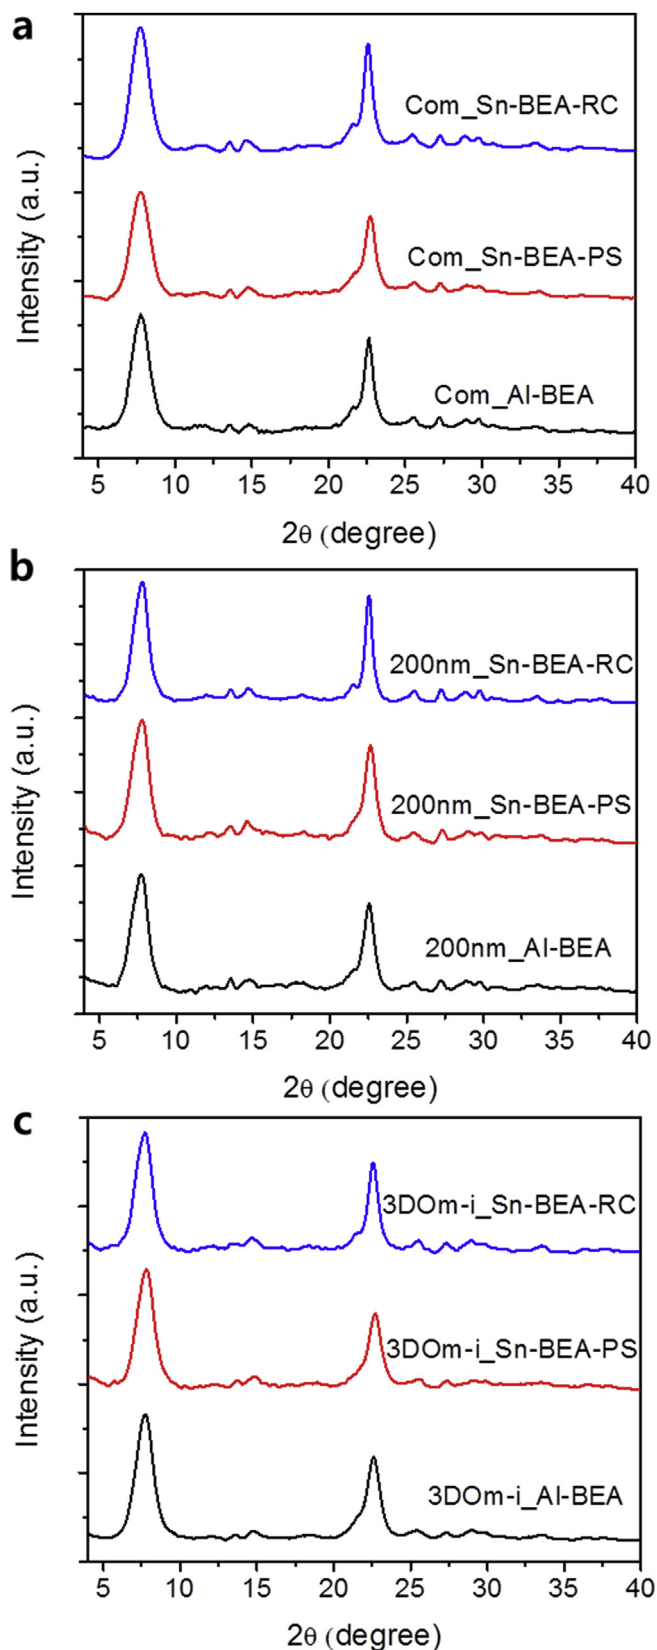 a
Com_Sn-BEA-RC
Com_Sn-BEA-PS
Com_Al-BEA
Intensity (a.u.)
5 10 15 20 25 30 35 40
2θ (degree)
b
200nm_Sn-BEA-RC
200nm_Sn-BEA-PS
200nm_Al-BEA
Intensity (a.u.)
5 10 15 20 25 30 35 40
2θ (degree)
c
3DOm-i_Sn-BEA-RC
3DOm-i_Sn-BEA-PS
3DOm-i_Al-BEA
Intensity (a.u.)
5 10 15 20 25 30 35 40
2θ (degree)